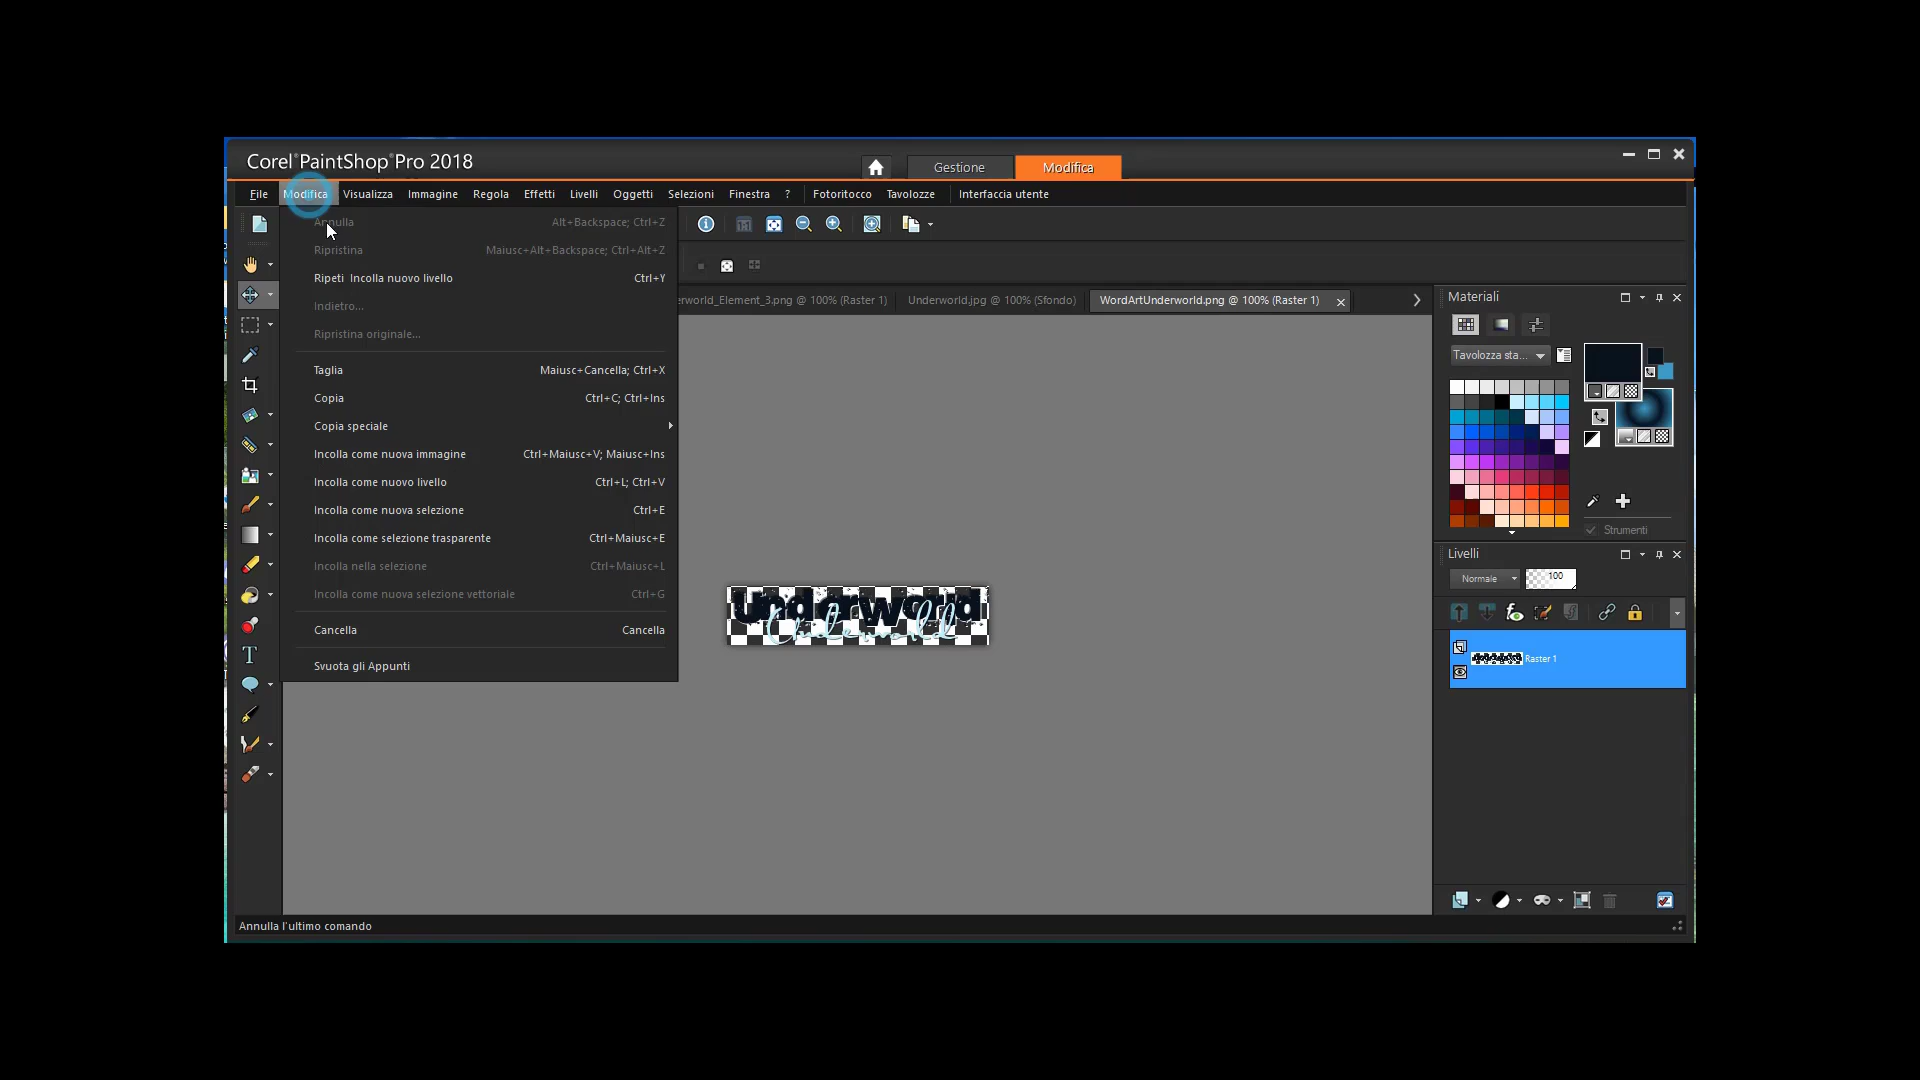 Corel®PaintShop®Pro 2018
Gestione
Modifica
File Modifica Visualizza Immagine Regola Effetti Livelli Oggetti Selezioni Finestra ? Fotoritocco Tavolozze Interfaccia utente
Annulla Alt+Backspace; Ctrl+Z
Ripristina Maiusc+Alt+Backspace; Ctrl+Alt+Z
Ripeti Incolla nuovo livello Ctrl+Y
Indietro...
Ripristina originale...
Taglia Maiusc+Cancella; Ctrl+X
Copia Ctrl+C; Ctrl+Ins
Copia speciale
Incolla come nuova immagine Ctrl+Maiusc+V; Maiusc+Ins
Incolla come nuovo livello Ctrl+L; Ctrl+V
Incolla come nuova selezione Ctrl+E
Incolla come selezione trasparente Ctrl+Maiusc+E
Incolla nella selezione Ctrl+Maiusc+L
Incolla come nuova selezione vettoriale Ctrl+G
Cancella Cancella
Svuota gli Appunti
erworld_Element_3.png @ 100% (Raster 1) Underworld.jpg @ 100% (Sfondo) WordArtUnderworld.png @ 100% (Raster 1)
Underworld
Underworld
Materiali
Tavolozza sta...
Strumenti
Livelli
Normale 100
Raster 1
Annulla l'ultimo comando